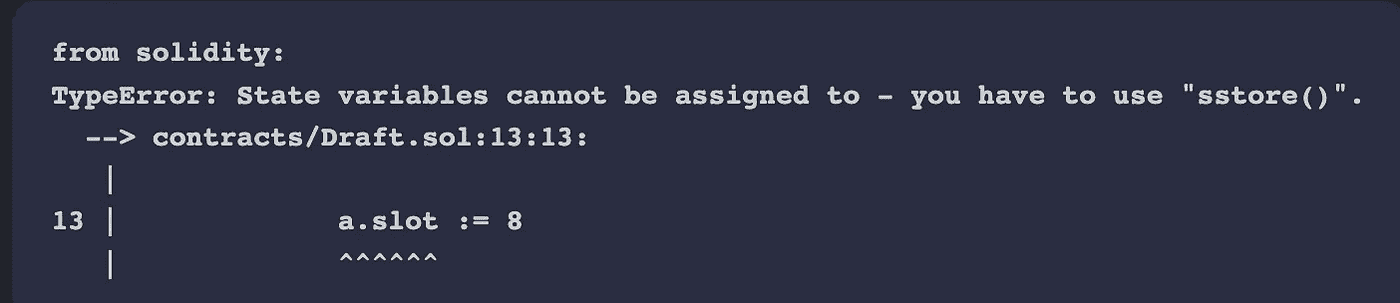 from solidity:
TypeError: State variables cannot be assigned to - you have to use "sstore()".
  --> contracts/Draft.sol:13:13:
   |
13 |             a.slot := 8
   |             ^^^^^^